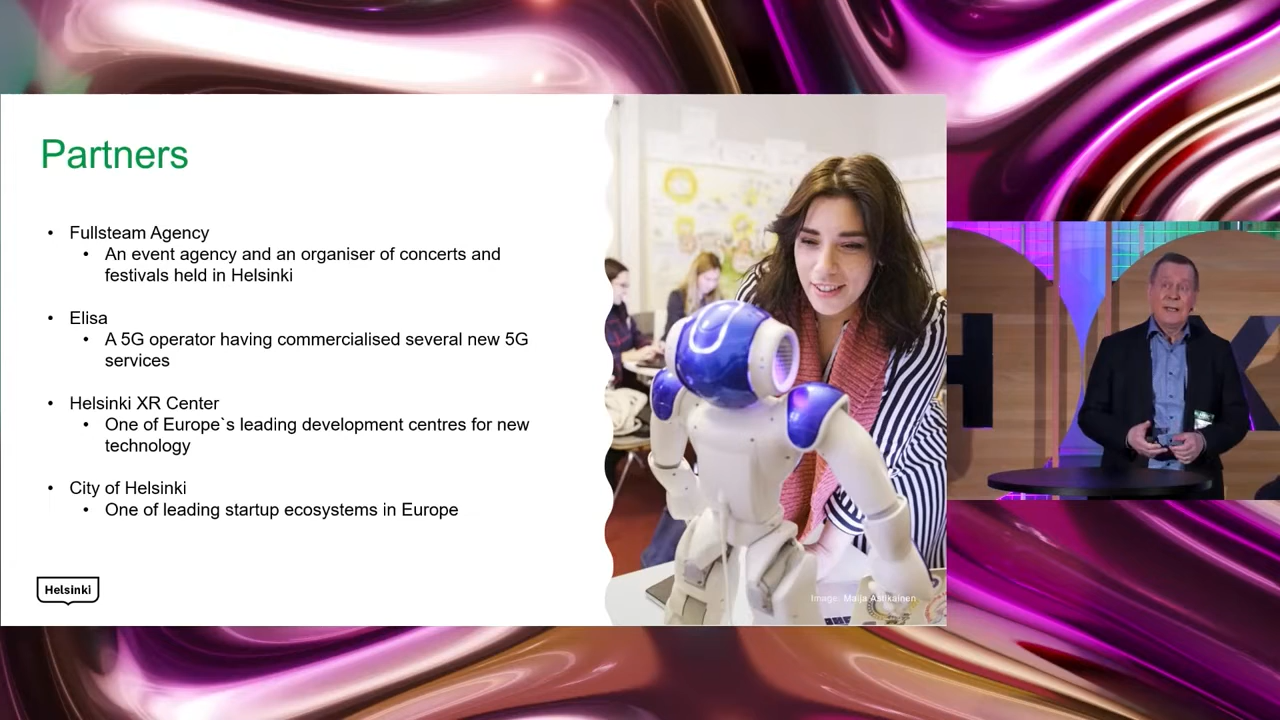 Partners
• Fullsteam Agency
• An event agency and an organiser of concerts and
festivals held in Helsinki
• Elisa
• A 5G operator having commercialised several new 5G
services
• Helsinki XR Center
• One of Europe`s leading development centres for new
technology
• City of Helsinki
• One of leading startup ecosystems in Europe
Helsinki
Image: Maija Astikainen
H
K